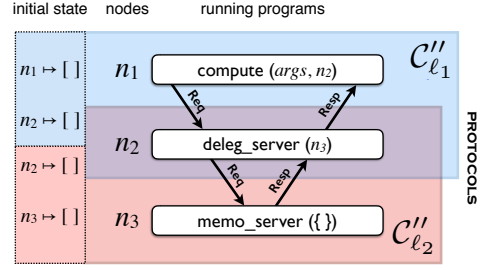 initial state nodes running programs
n₁ ↦ [ ] n₁ compute (args, n₂) 𝒞″ℓ₁
Req Resp
n₂ ↦ [ ] n₂ deleg_server (n₃)
n₂ ↦ [ ] Req Resp
n₃ ↦ [ ] n₃ memo_server ({ }) 𝒞″ℓ₂
PROTOCOLS